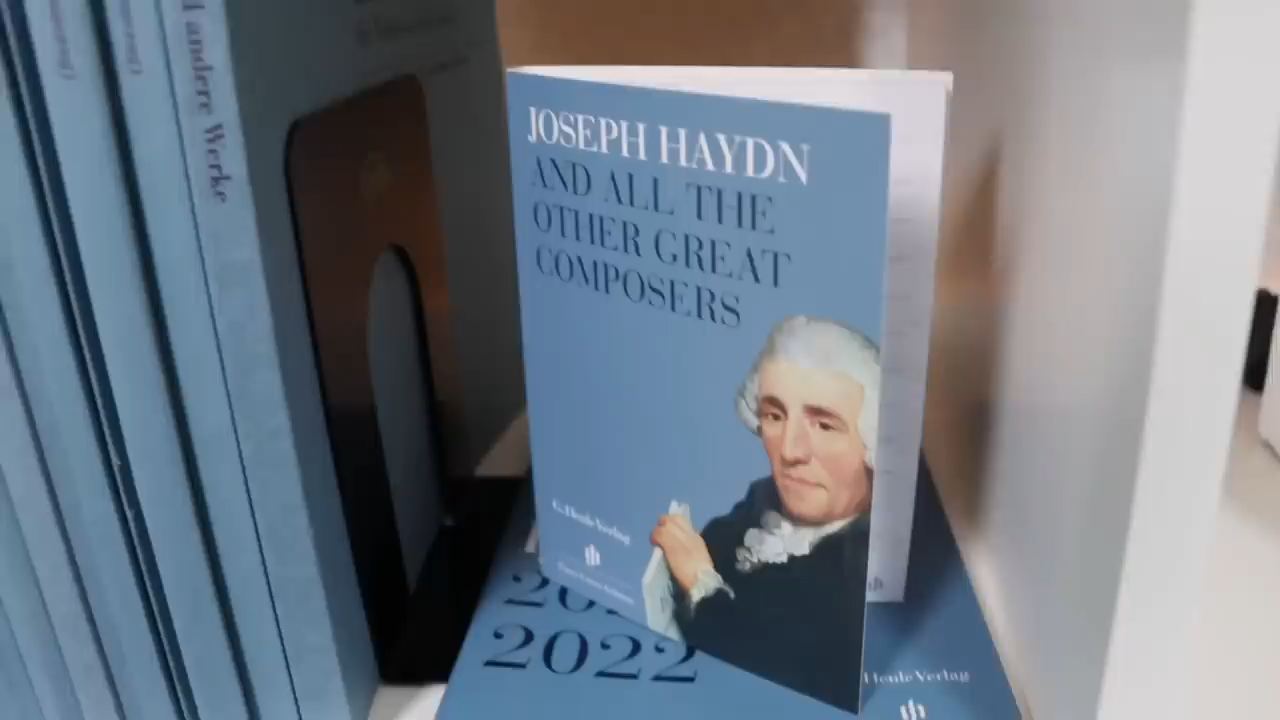 d andere Werke
JOSEPH HAYDN
AND ALL THE
OTHER GREAT
COMPOSERS
G. Henle Verlag
2022
Henle Verlag